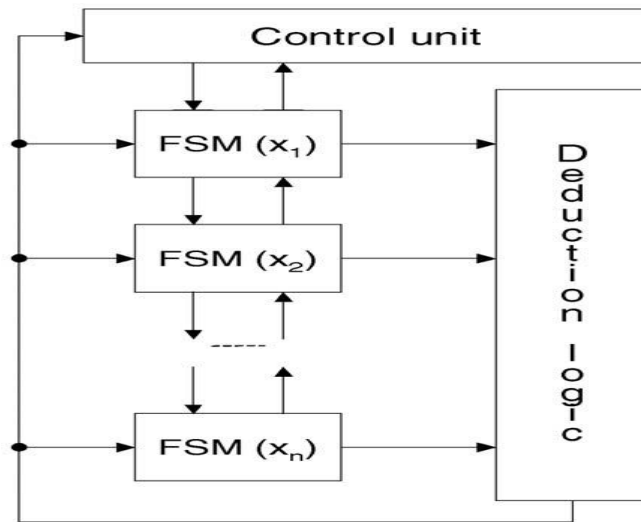 Control unit
FSM (x₁)
FSM (x₂)
FSM (xₙ)
Deduction logic